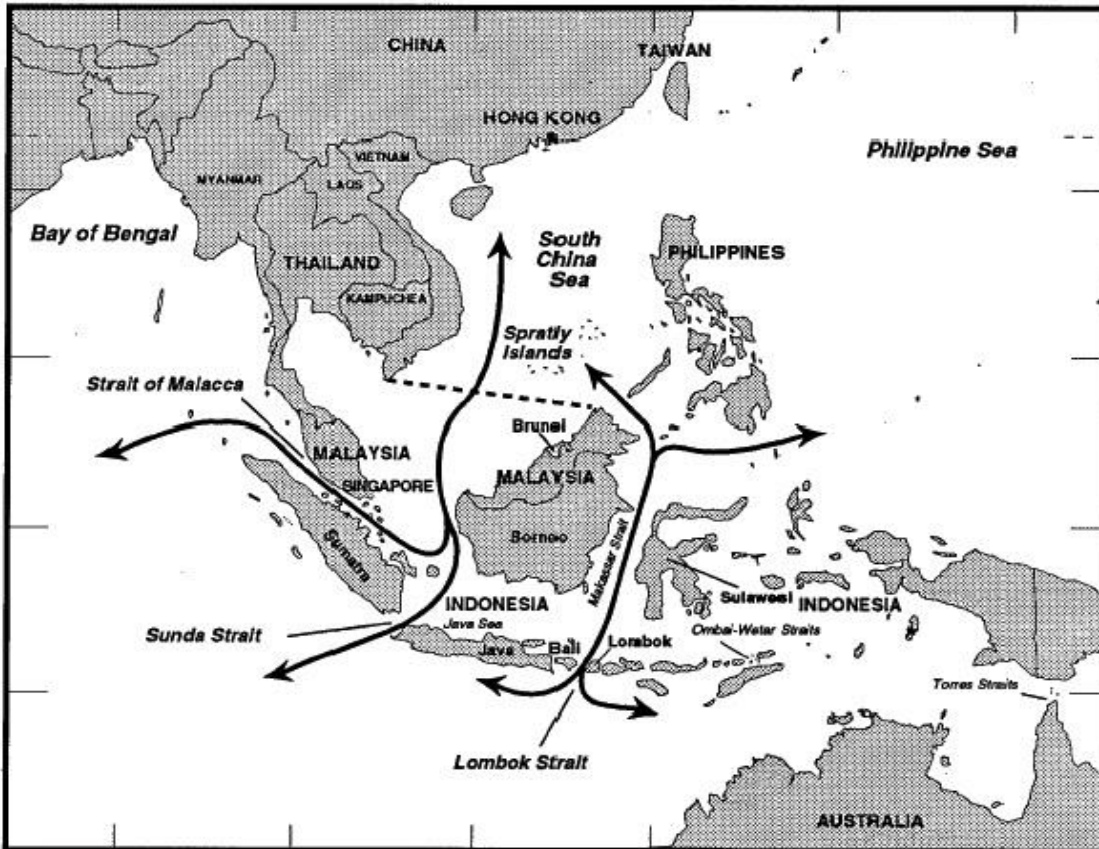 CHINA
TAIWAN
HONG KONG
Philippine Sea
VIETNAM
MYANMAR
LAOS
Bay of Bengal
South
China
Sea
PHILIPPINES
THAILAND
KAMPUCHEA
Spratly
Islands
Strait of Malacca
Brunei
MALAYSIA
MALAYSIA
SINGAPORE
Borneo
Makassar Strait
Sumatra
Sulawesi
INDONESIA
INDONESIA
Java Sea
Ombai-Wetar Straits
Sunda Strait
Java
Bali
Lombok
Torres Straits
Lombok Strait
AUSTRALIA